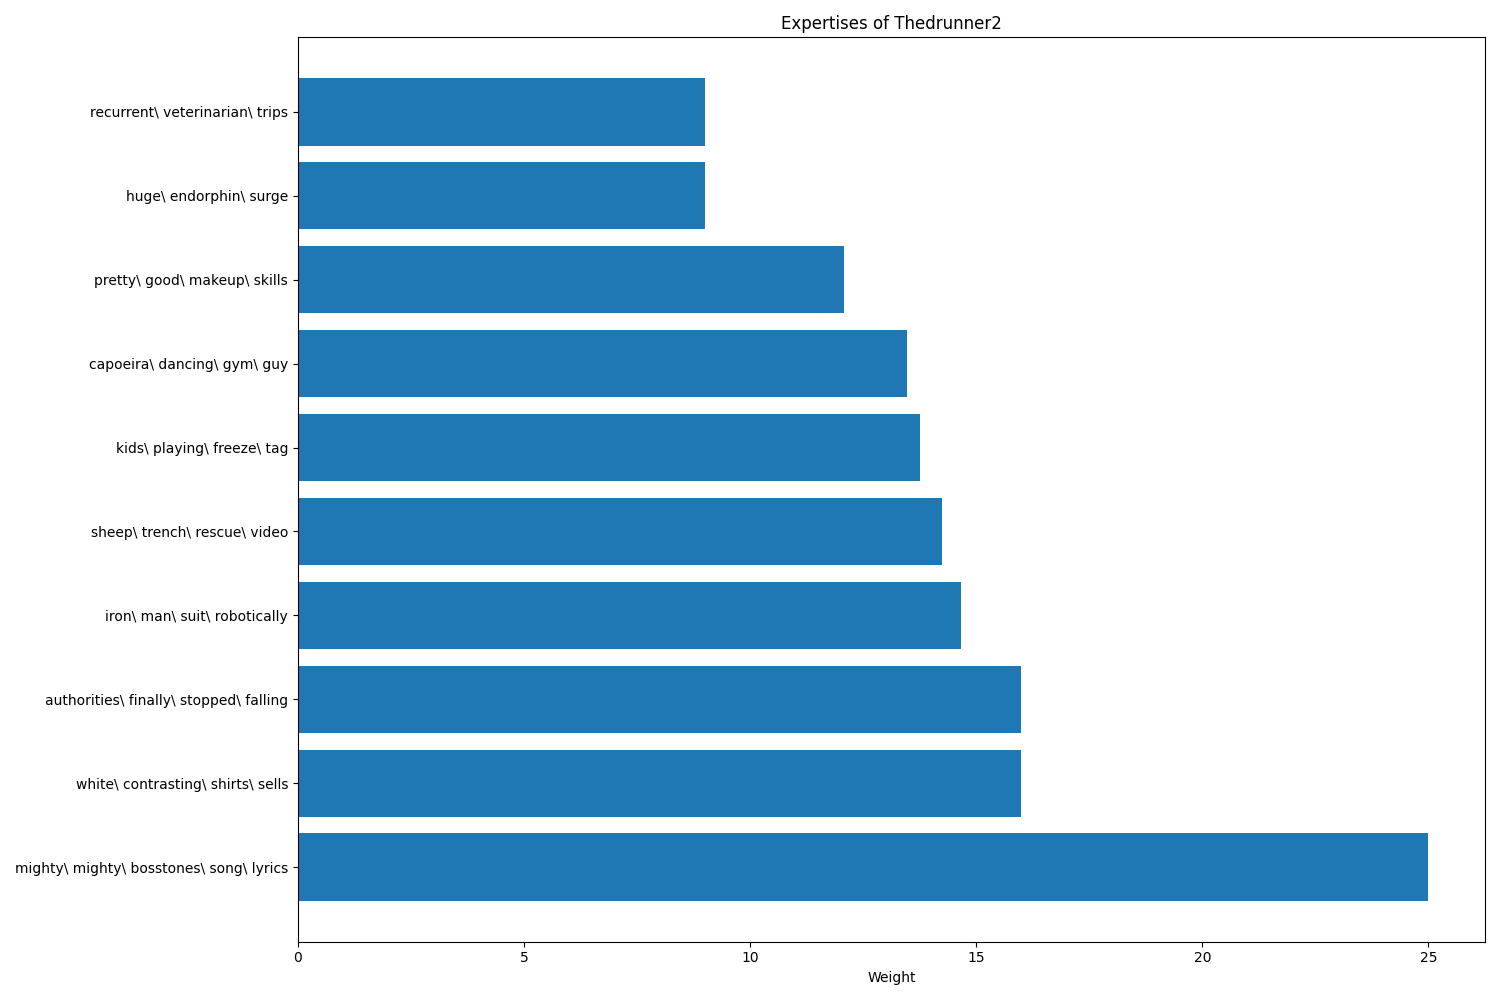 Expertises of Thedrunner2
recurrent\ veterinarian\ trips
huge\ endorphin\ surge
pretty\ good\ makeup\ skills
capoeira\ dancing\ gym\ guy
kids\ playing\ freeze\ tag
sheep\ trench\ rescue\ video
iron\ man\ suit\ robotically
authorities\ finally\ stopped\ falling
white\ contrasting\ shirts\ sells
mighty\ mighty\ bosstones\ song\ lyrics
0 5 10 15 20 25
Weight